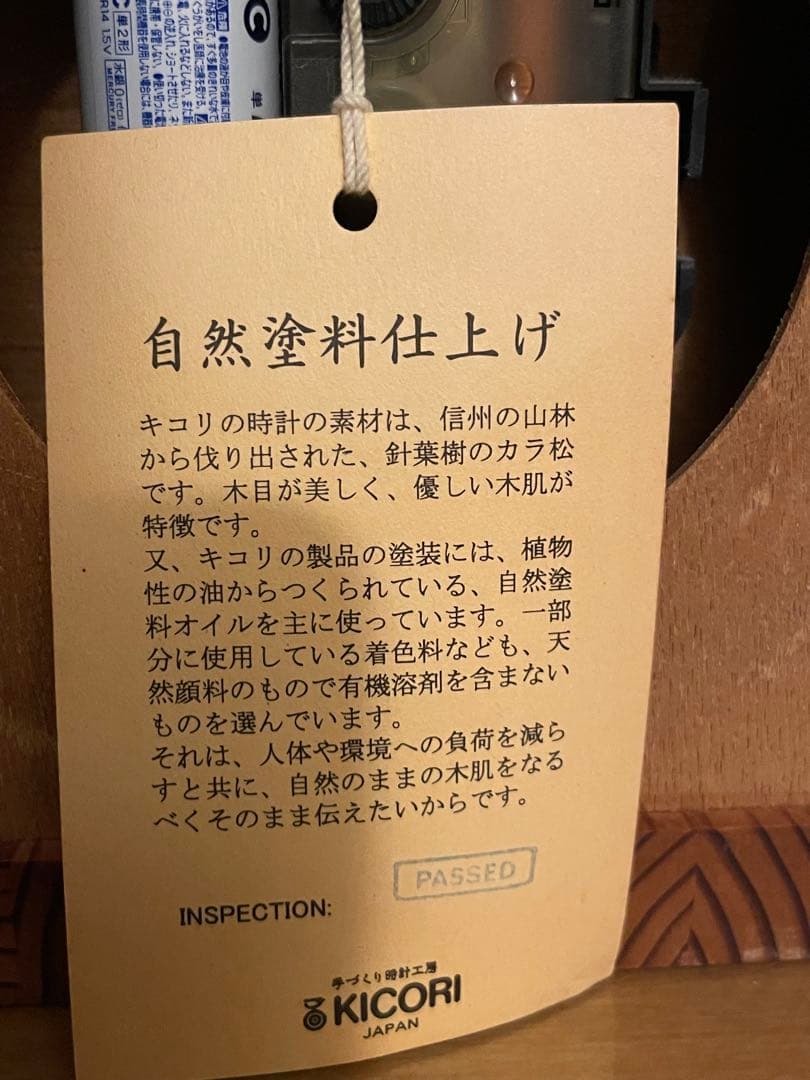 単2形
水銀0
自然塗料仕上げ
キコリの時計の素材は、信州の山林
から伐り出された、針葉樹のカラ松
です。木目が美しく、優しい木肌が
特徴です。
又、キコリの製品の塗装には、植物
性の油からつくられている、自然塗
料オイルを主に使っています。一部
分に使用している着色料なども、天
然顔料のもので有機溶剤を含まない
ものを選んでいます。
それは、人体や環境への負荷を減ら
すと共に、自然のままの木肌をなる
べくそのまま伝えたいからです。
PASSED
INSPECTION:
手づくり時計工房
KICORI
JAPAN